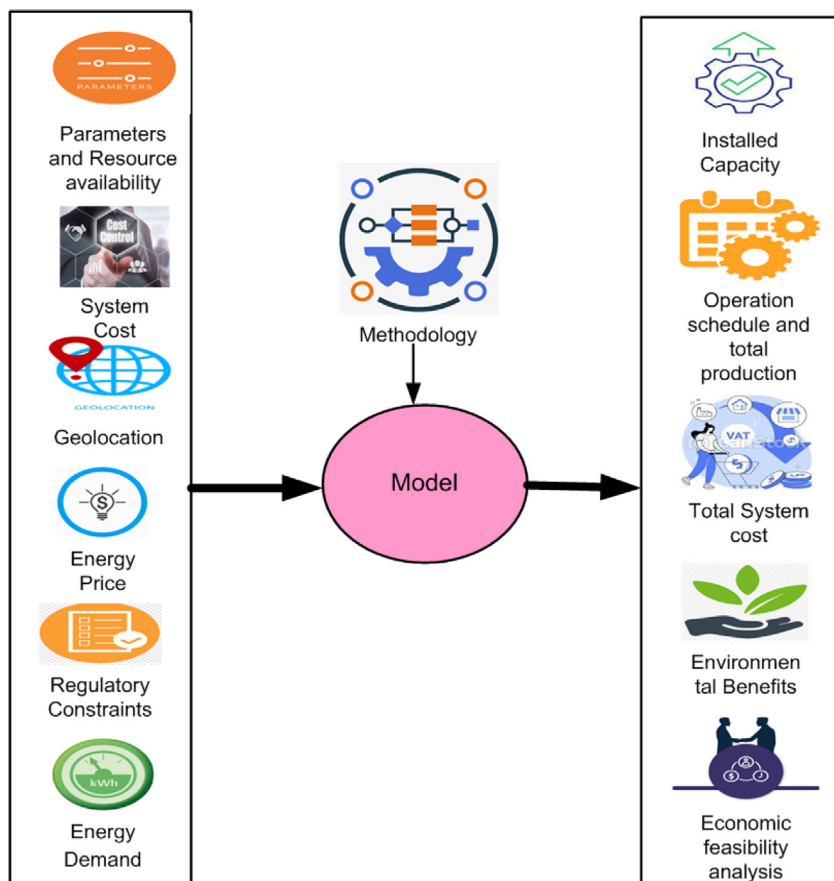 PARAMETERS
Parameters
and Resource
availability
Cost
Control
System
Cost
GEOLOCATION
Geolocation
$
Energy
Price
Regulatory
Constraints
kWh
Energy
Demand
Methodology
Model
Installed
Capacity
Operation
schedule and
total
production
VAT
$
$
Total System
cost
Environmen
tal Benefits
$
Economic
feasibility
analysis